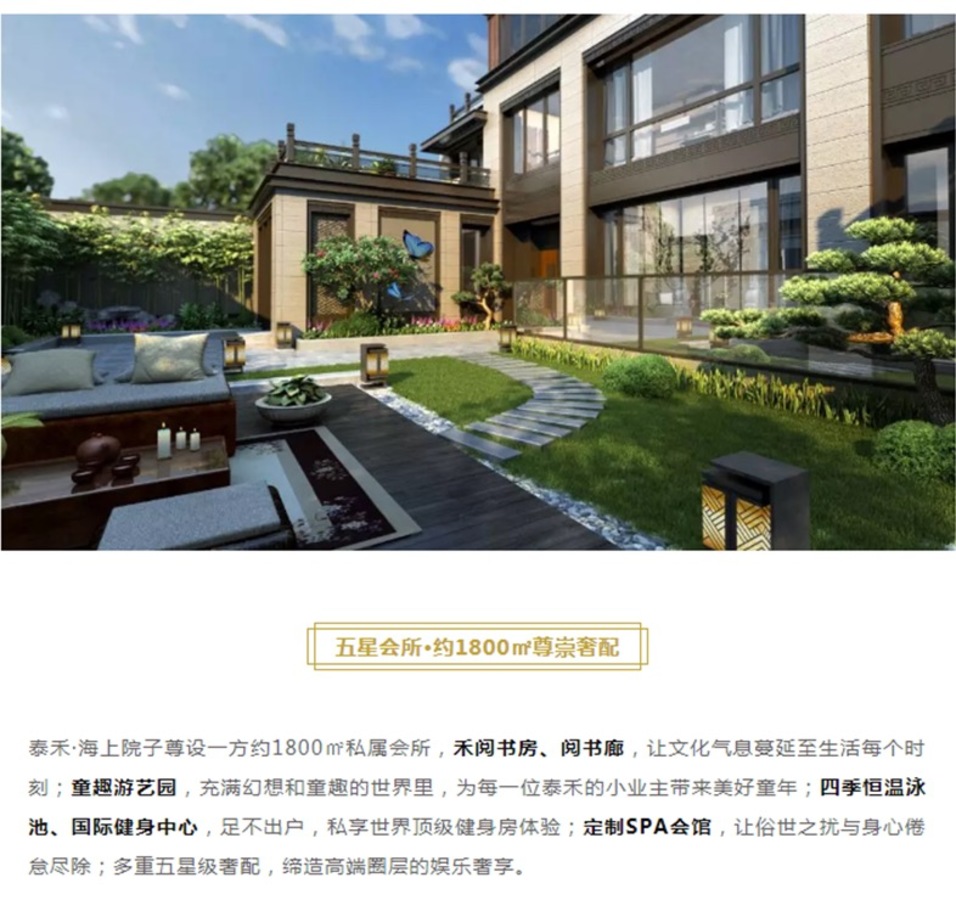 五星会所•约1800㎡尊崇奢配
泰禾·海上院子尊设一方约1800㎡私属会所，禾阅书房、阅书廊，让文化气息蔓延至生活每个时
刻；童趣游艺园，充满幻想和童趣的世界里，为每一位泰禾的小业主带来美好童年；四季恒温泳
池、国际健身中心，足不出户，私享世界顶级健身房体验；定制SPA会馆，让俗世之扰与身心倦
怠尽除；多重五星级奢配，缔造高端圈层的娱乐奢享。